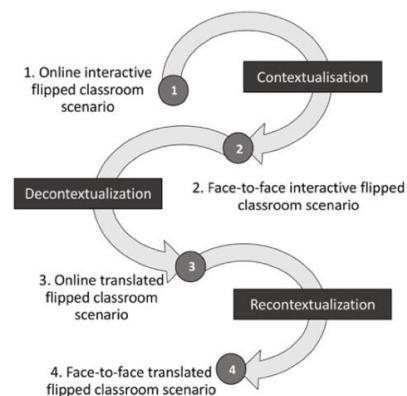 1. Online interactive
flipped classroom
scenario
1
Contextualisation
2
2. Face-to-face interactive flipped
classroom scenario
Decontextualization
3
3. Online translated
flipped classroom
scenario
Recontextualization
4
4. Face-to-face translated
flipped classroom scenario